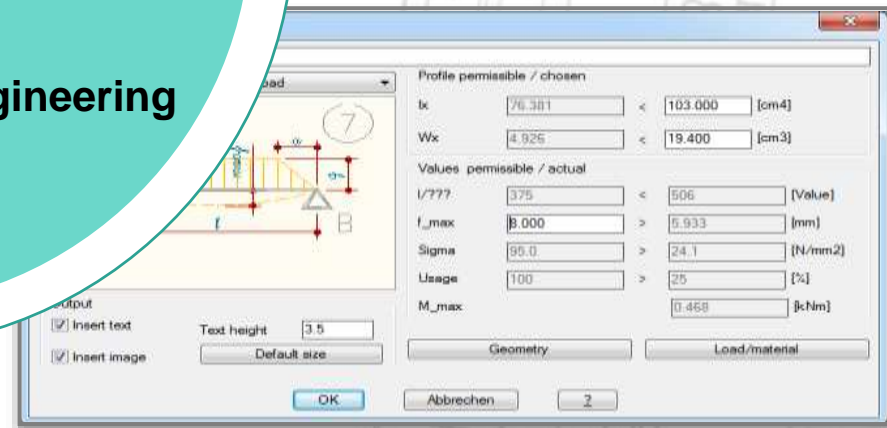 gineering
oad
Profile permissible / chosen
Ix 76.381 < 103.000 [cm4]
Wx 4.926 < 19.400 [cm3]
Values permissible / actual
l/??? 375 < 506 [Value]
f_max 8.000 > 5.933 [mm]
Sigma 95.0 > 24.1 [N/mm2]
Usage 100 > 25 [%]
M_max 0.468 [kNm]
7
a
g
l
B
Output
Insert text Text height 3.5
Insert image Default size
Geometry Load/material
OK Abbrechen ?